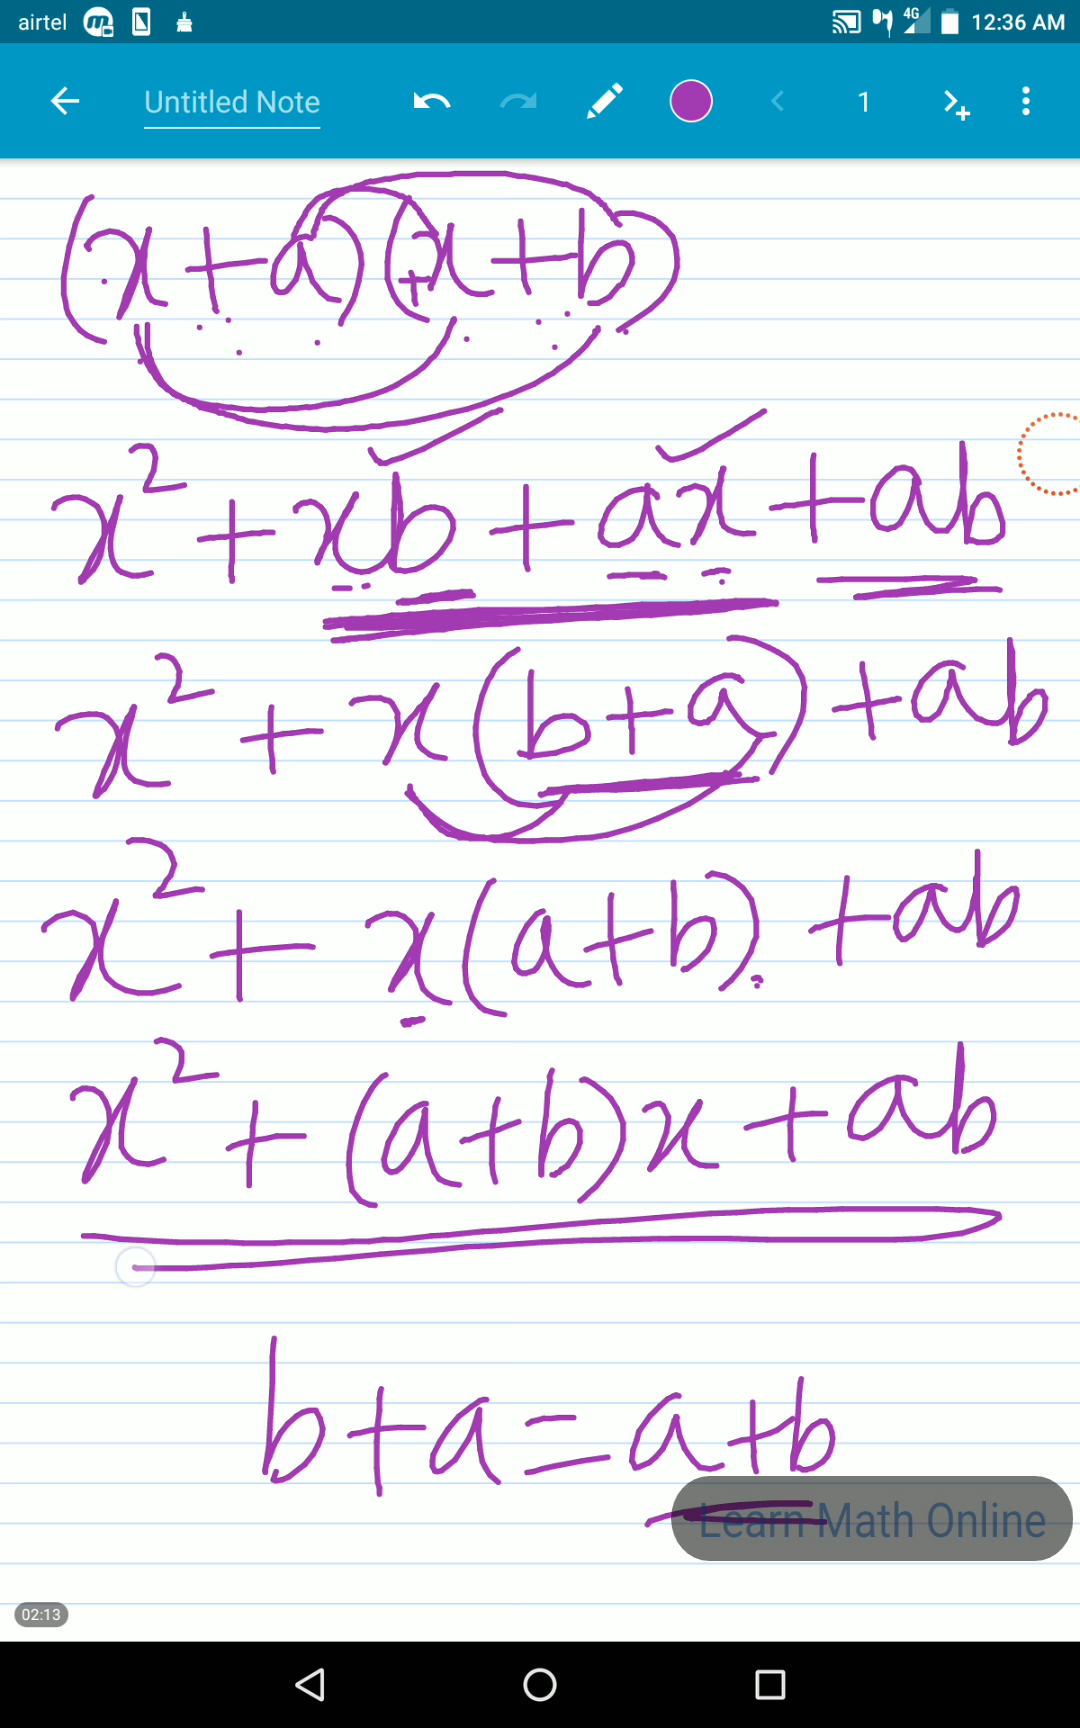 airtel 4G 12:36 AM
Untitled Note 1
(x+a)(x+b)
x² + xb + ax + ab
x² + x(b+a) + ab
x² + x(a+b) + ab
x² + (a+b)x + ab
b+a = a+b
Learn Math Online
02:13